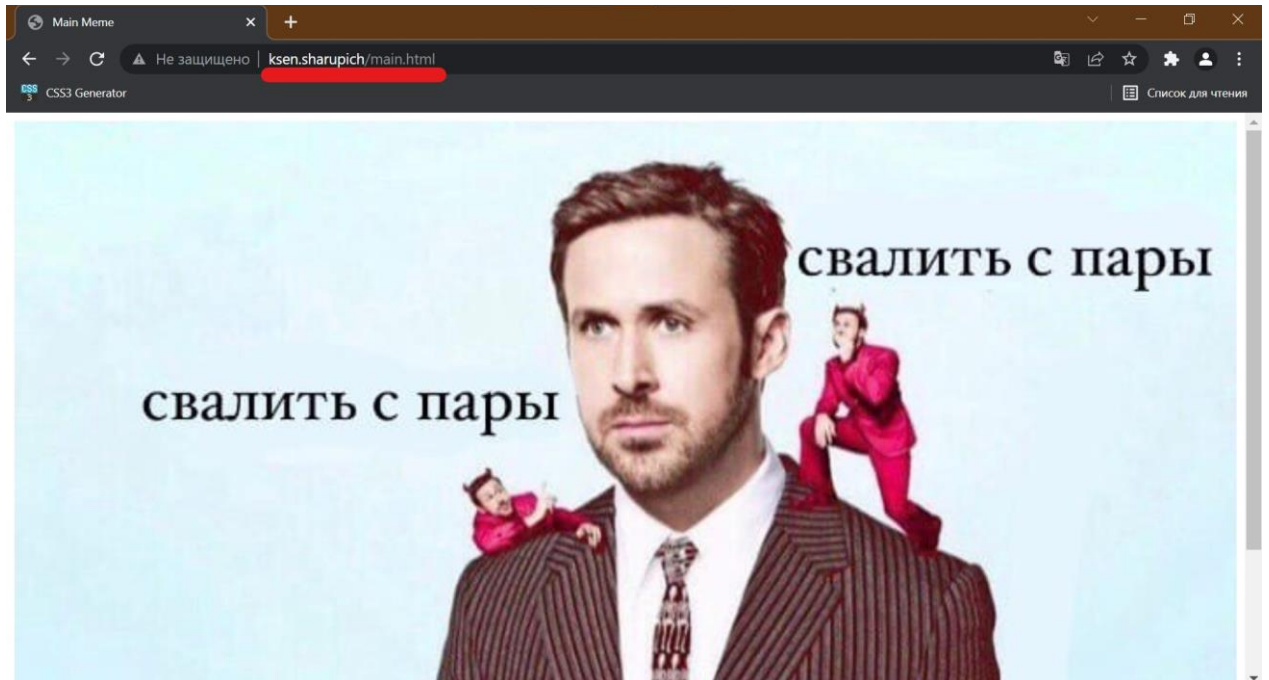 Main Meme
Не защищено ksen.sharupich/main.html
CSS3 Generator
Список для чтения
свалить с пары
свалить с пары